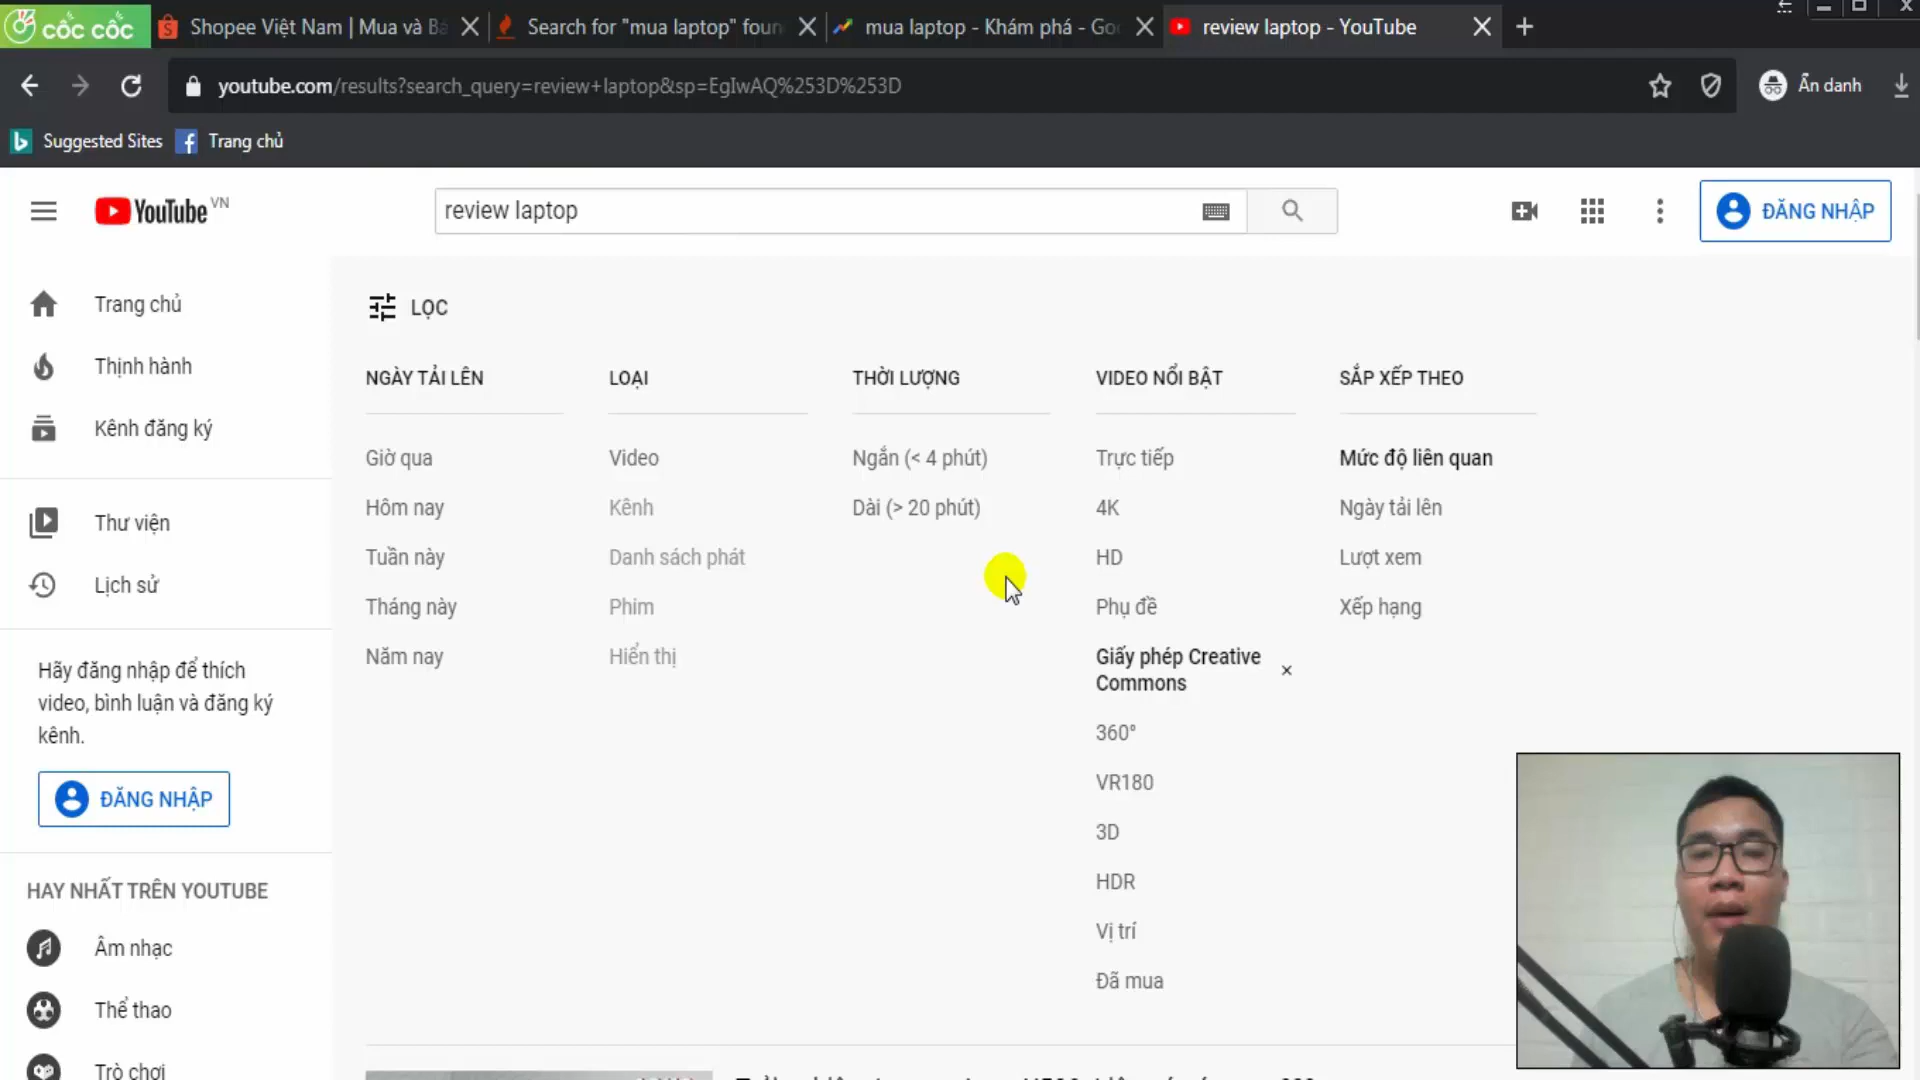 cốc cốc
Shopee Việt Nam | Mua và Bá
Search for "mua laptop" foun
mua laptop - Khám phá - Goo
review laptop - YouTube
youtube.com/results?search_query=review+laptop&sp=EgIwAQ%253D%253D
Ẩn danh
Suggested Sites
Trang chủ
YouTube VN
review laptop
ĐĂNG NHẬP
Trang chủ
Thịnh hành
Kênh đăng ký
Thư viện
Lịch sử
Hãy đăng nhập để thích
video, bình luận và đăng ký
kênh.
ĐĂNG NHẬP
HAY NHẤT TRÊN YOUTUBE
Âm nhạc
Thể thao
Trò chơi
LỌC
NGÀY TẢI LÊN
Giờ qua
Hôm nay
Tuần này
Tháng này
Năm nay
LOẠI
Video
Kênh
Danh sách phát
Phim
Hiển thị
THỜI LƯỢNG
Ngắn (< 4 phút)
Dài (> 20 phút)
VIDEO NỔI BẬT
Trực tiếp
4K
HD
Phụ đề
Giấy phép Creative
Commons
360°
VR180
3D
HDR
Vị trí
Đã mua
SẮP XẾP THEO
Mức độ liên quan
Ngày tải lên
Lượt xem
Xếp hạng